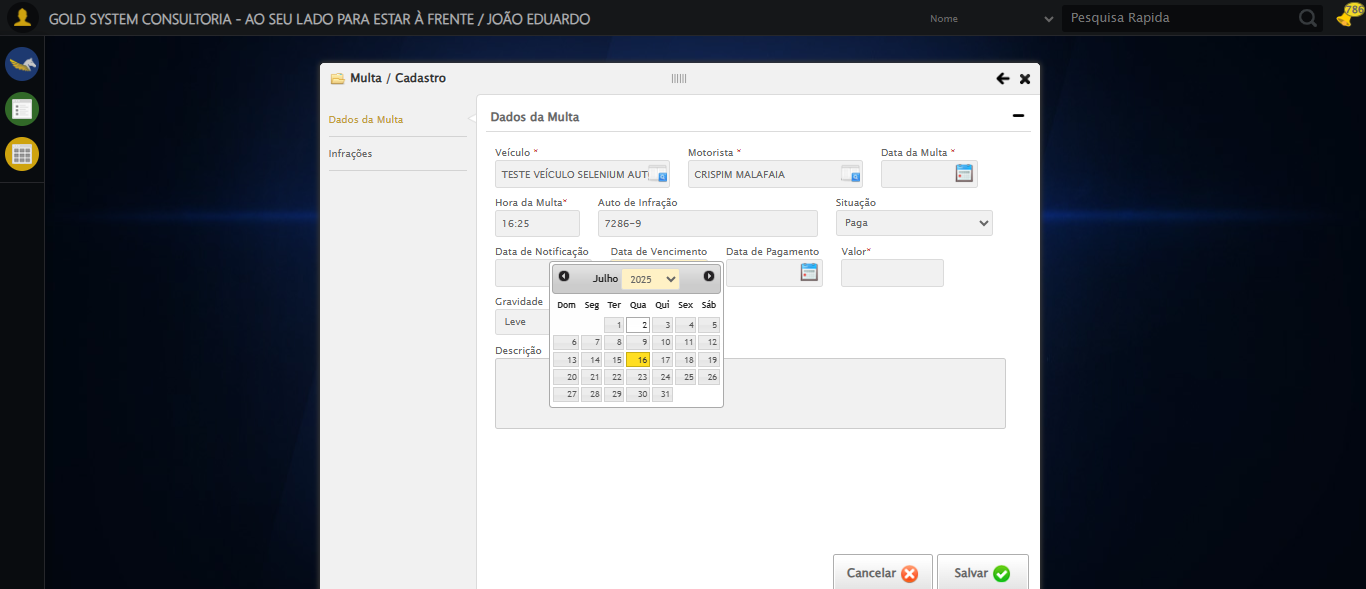 GOLD SYSTEM CONSULTORIA - AO SEU LADO PARA ESTAR À FRENTE / JOÃO EDUARDO
Nome
Pesquisa Rapida
786
Multa / Cadastro
Dados da Multa
Infrações
Dados da Multa
Veículo * Motorista * Data da Multa *
TESTE VEÍCULO SELENIUM AUT CRISPIM MALAFAIA
Hora da Multa* Auto de Infração Situação
16:25 7286-9 Paga
Data de Notificação Data de Vencimento Data de Pagamento Valor*
Julho 2025
Dom Seg Ter Qua Qui Sex Sáb
1 2 3 4 5
6 7 8 9 10 11 12
13 14 15 16 17 18 19
20 21 22 23 24 25 26
27 28 29 30 31
Gravidade
Leve
Descrição
Cancelar Salvar